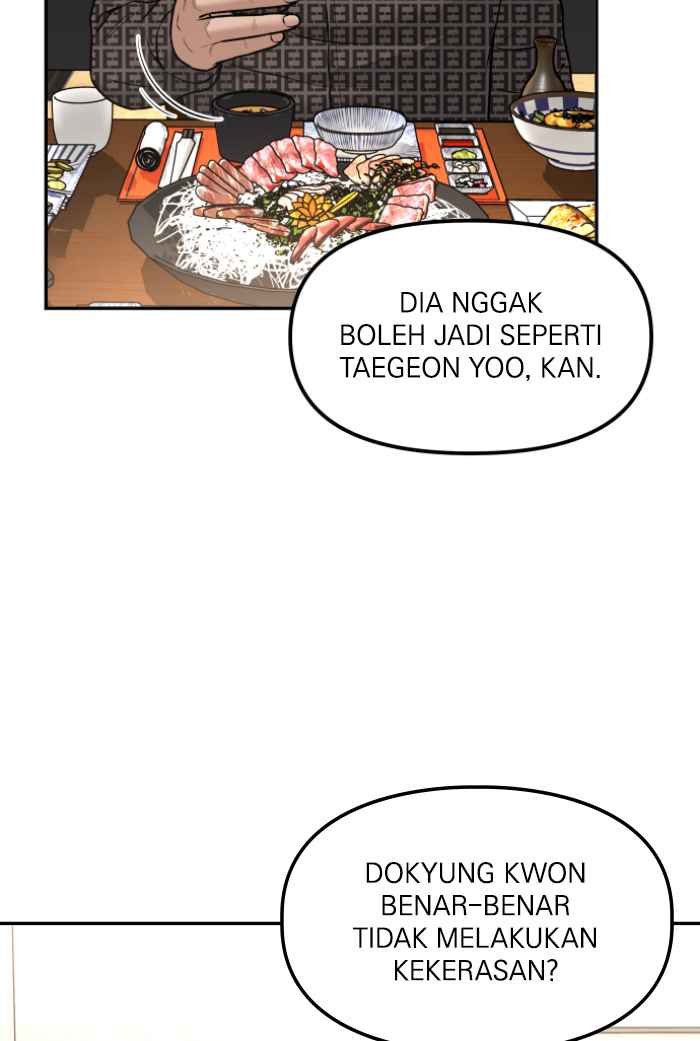 DIA NGGAK
BOLEH JADI SEPERTI
TAEGEON YOO, KAN.
DOKYUNG KWON
BENAR-BENAR
TIDAK MELAKUKAN
KEKERASAN?